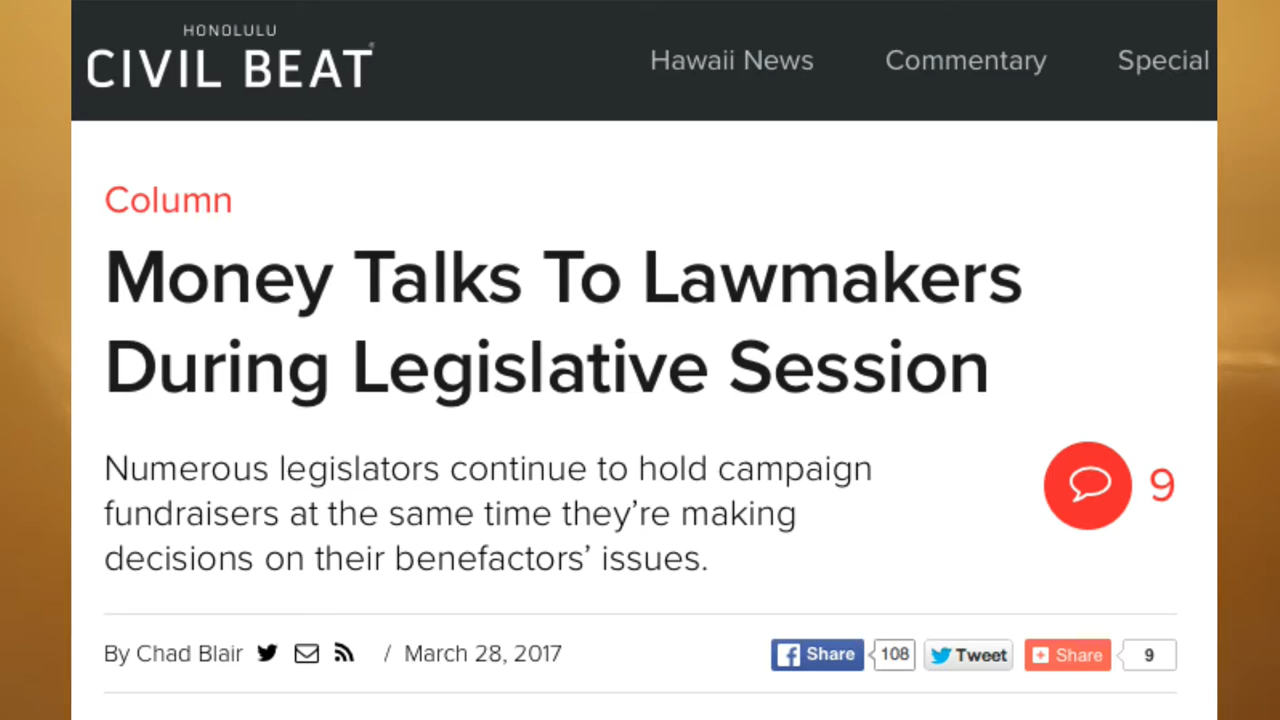 HONOLULU
CIVIL BEAT
Hawaii News Commentary Special
Column
Money Talks To Lawmakers
During Legislative Session
Numerous legislators continue to hold campaign
fundraisers at the same time they’re making
decisions on their benefactors’ issues.
9
By Chad Blair / March 28, 2017
Share 108 Tweet Share 9